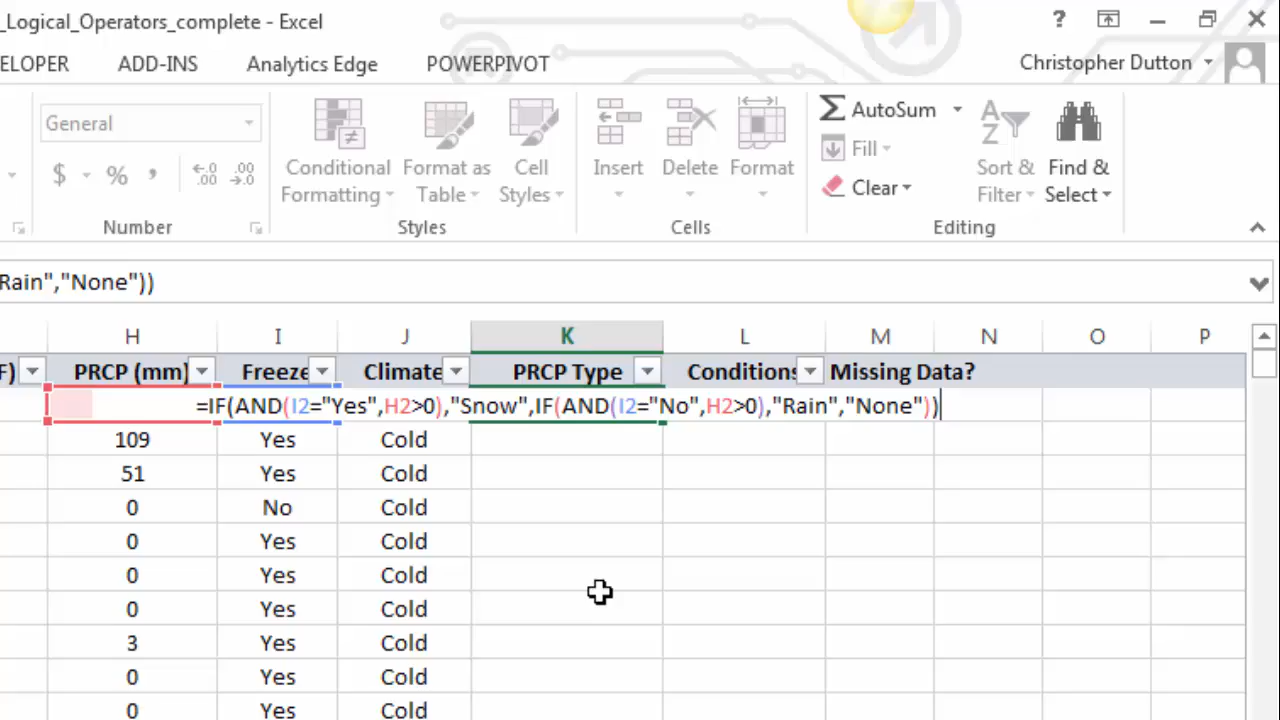 _Logical_Operators_complete - Excel
?
ELOPER ADD-INS Analytics Edge POWERPIVOT Christopher Dutton
General
$ % , .00 .00
Conditional Formatting
Format as Table
Cell Styles
Insert
Delete
Format
AutoSum
Fill
Clear
Sort & Filter
Find & Select
Number Styles Cells Editing
Rain","None"))
H I J K L M N O P
F) PRCP (mm) Freeze Climate PRCP Type Conditions Missing Data?
=IF(AND(I2="Yes",H2>0),"Snow",IF(AND(I2="No",H2>0),"Rain","None"))
109 Yes Cold
51 Yes Cold
0 No Cold
0 Yes Cold
0 Yes Cold
0 Yes Cold
3 Yes Cold
0 Yes Cold
0 Yes Cold